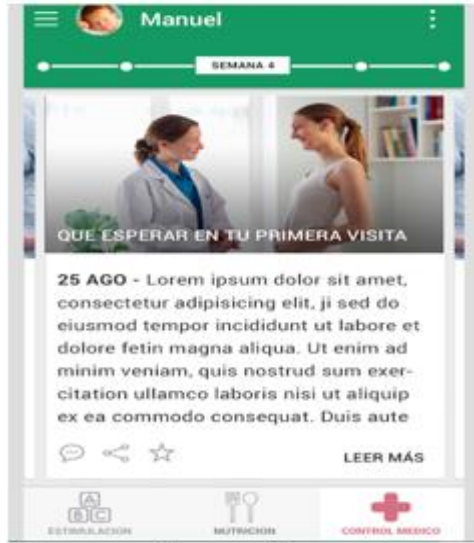 Manuel
SEMANA 4
QUE ESPERAR EN TU PRIMERA VISITA
25 AGO - Lorem ipsum dolor sit amet,
consectetur adipisicing elit, ji sed do
eiusmod tempor incididunt ut labore et
dolore fetin magna aliqua. Ut enim ad
minim veniam, quis nostrud sum exer-
citation ullamco laboris nisi ut aliquip
ex ea commodo consequat. Duis aute
LEER MÁS
A
B C
ESTIMULACION
NUTRICION
CONTROL MEDICO